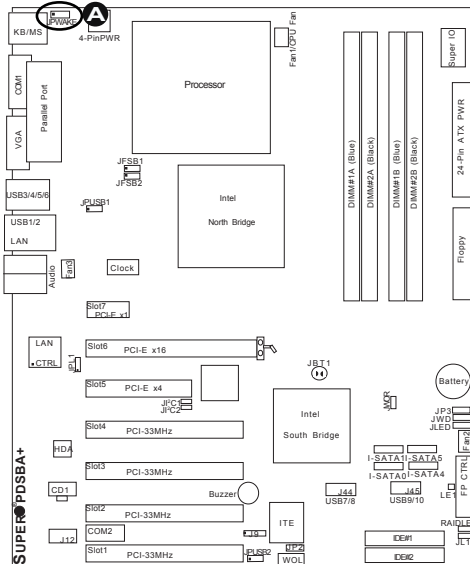 JPWAKE
A
KB/MS
4-PinPWR
Fan1/CPU Fan
Super IO
COM1
Parallel Port
Processor
VGA
DIMM#1A (Blue)
DIMM#2A (Black)
DIMM#1B (Blue)
DIMM#2B (Black)
24-Pin ATX PWR
JFSB1
JFSB2
USB3/4/5/6
JPUSB1
Intel
North Bridge
USB1/2
LAN
Floppy
Audio
Fan3
Clock
Slot7
PCI-E x1
LAN
CTRL
JPL1
Slot6
PCI-E x16
JBT1
Slot5
PCI-E x4
Battery
JI²C1
JI²C2
JWOR
JP3
JWD
JLED
Intel
South Bridge
Slot4
PCI-33MHz
Fan2
HDA
I-SATA1
I-SATA5
I-SATA0
I-SATA4
Slot3
PCI-33MHz
FP CTRL
CD1
Buzzer
J44
USB7/8
J45
USB9/10
LE1
Slot2
PCI-33MHz
ITE
RAIDLE
SUPER PDSBA+
J12
COM2
J9
IDE#1
JL1
Slot1
PCI-33MHz
JPUSB2
JP2
WOL
IDE#2